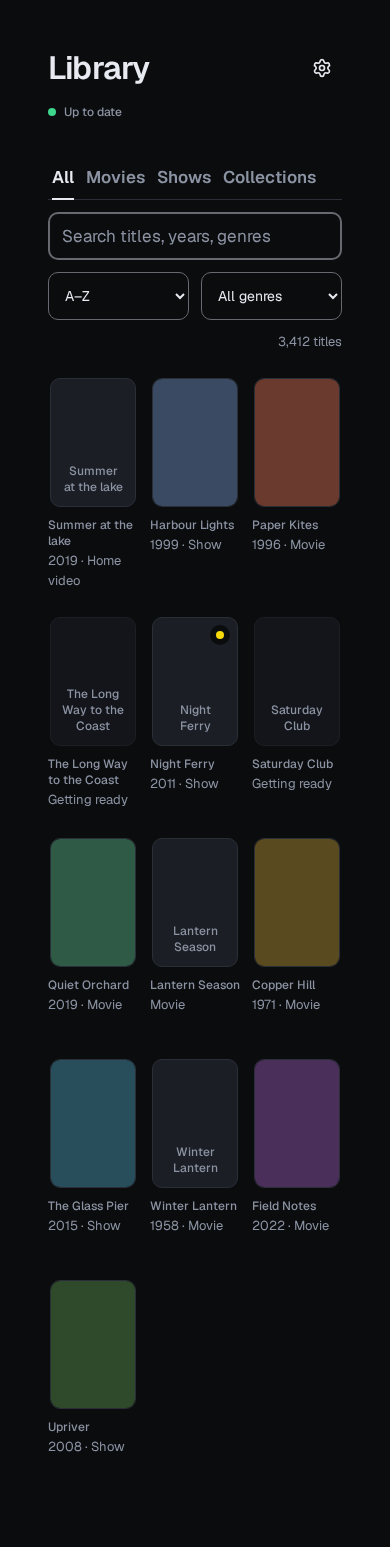 Library
Up to date
All Movies Shows Collections
Search titles, years, genres
A–Z All genres
3,412 titles
Summer
at the lake
Summer at the
lake
2019 · Home
video
Harbour Lights
1999 · Show
Paper Kites
1996 · Movie
The Long
Way to the
Coast
The Long Way
to the Coast
Getting ready
Night
Ferry
Night Ferry
2011 · Show
Saturday
Club
Saturday Club
Getting ready
Quiet Orchard
2019 · Movie
Lantern
Season
Lantern Season
Movie
Copper Hill
1971 · Movie
The Glass Pier
2015 · Show
Winter
Lantern
Winter Lantern
1958 · Movie
Field Notes
2022 · Movie
Upriver
2008 · Show